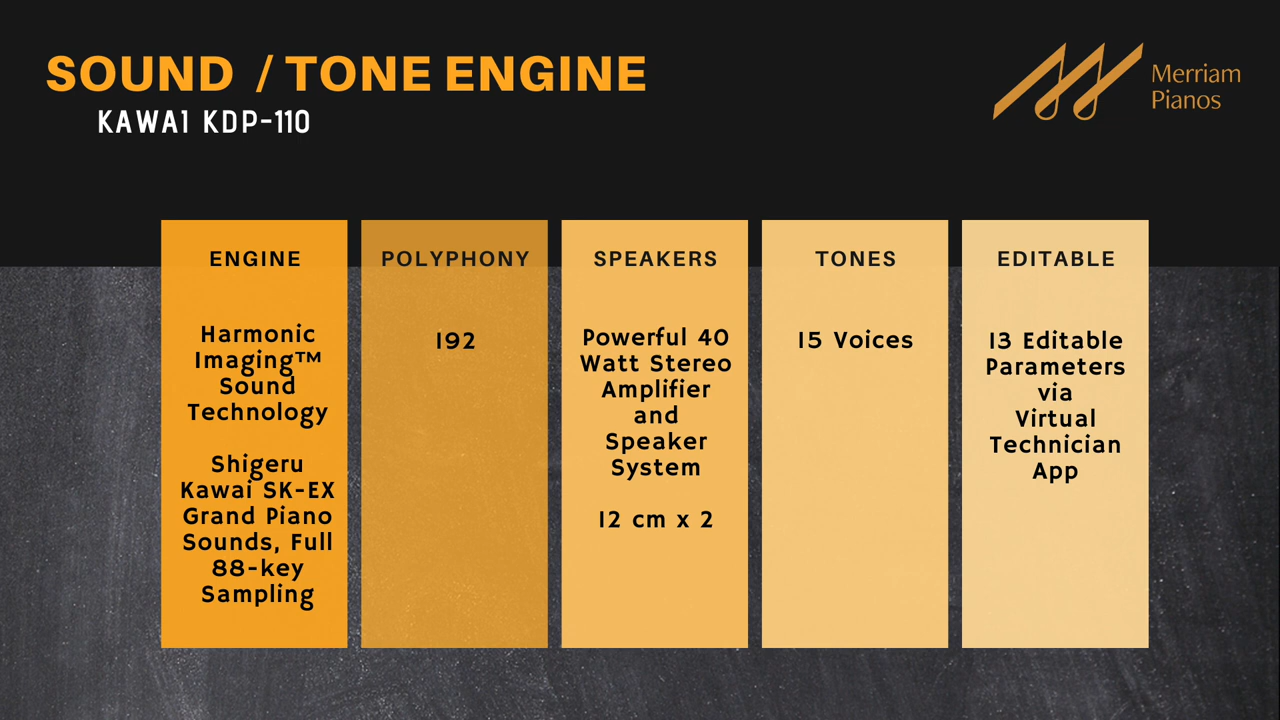 SOUND / TONE ENGINE
KAWAI KDP-110
Merriam
Pianos
ENGINE
Harmonic
Imaging™
Sound
Technology
Shigeru
Kawai SK-EX
Grand Piano
Sounds, Full
88-key
Sampling
POLYPHONY
192
SPEAKERS
Powerful 40
Watt Stereo
Amplifier
and
Speaker
System
12 cm x 2
TONES
15 Voices
EDITABLE
13 Editable
Parameters
via
Virtual
Technician
App